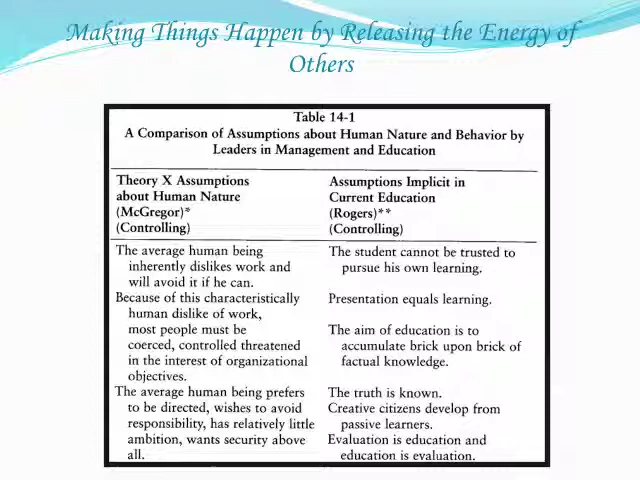 Making Things Happen by Releasing the Energy of
Others
Table 14-1
A Comparison of Assumptions about Human Nature and Behavior by
Leaders in Management and Education
Theory X Assumptions
about Human Nature
(McGregor)*
(Controlling)
Assumptions Implicit in
Current Education
(Rogers)**
(Controlling)
The average human being
inherently dislikes work and
will avoid it if he can.
Because of this characteristically
human dislike of work,
most people must be
coerced, controlled threatened
in the interest of organizational
objectives.
The average human being prefers
to be directed, wishes to avoid
responsibility, has relatively little
ambition, wants security above
all.
The student cannot be trusted to
pursue his own learning.
Presentation equals learning.
The aim of education is to
accumulate brick upon brick of
factual knowledge.
The truth is known.
Creative citizens develop from
passive learners.
Evaluation is education and
education is evaluation.